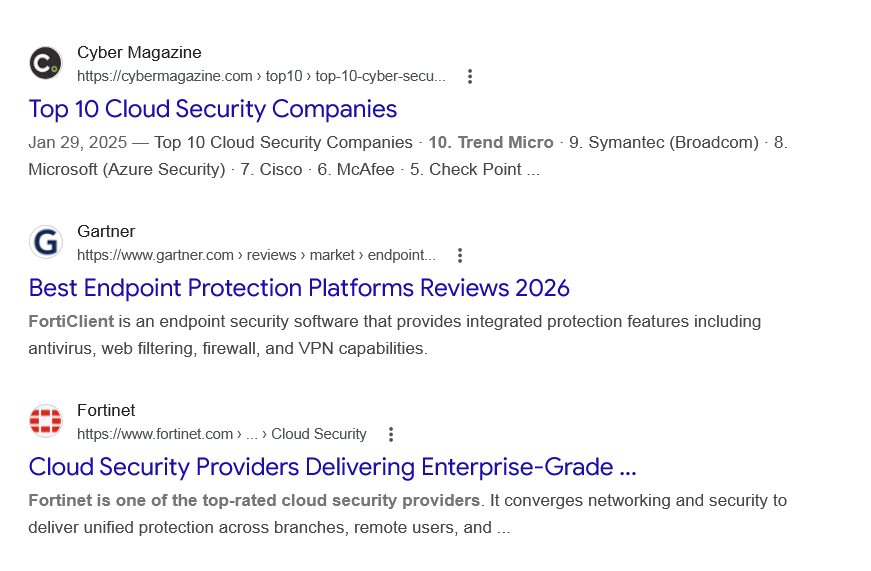 Cyber Magazine
https://cybermagazine.com › top10 › top-10-cyber-secu...
Top 10 Cloud Security Companies
Jan 29, 2025 — Top 10 Cloud Security Companies · 10. Trend Micro · 9. Symantec (Broadcom) · 8.
Microsoft (Azure Security) · 7. Cisco · 6. McAfee · 5. Check Point ...
Gartner
https://www.gartner.com › reviews › market › endpoint...
Best Endpoint Protection Platforms Reviews 2026
FortiClient is an endpoint security software that provides integrated protection features including
antivirus, web filtering, firewall, and VPN capabilities.
Fortinet
https://www.fortinet.com › ... › Cloud Security
Cloud Security Providers Delivering Enterprise-Grade ...
Fortinet is one of the top-rated cloud security providers. It converges networking and security to
deliver unified protection across branches, remote users, and ...